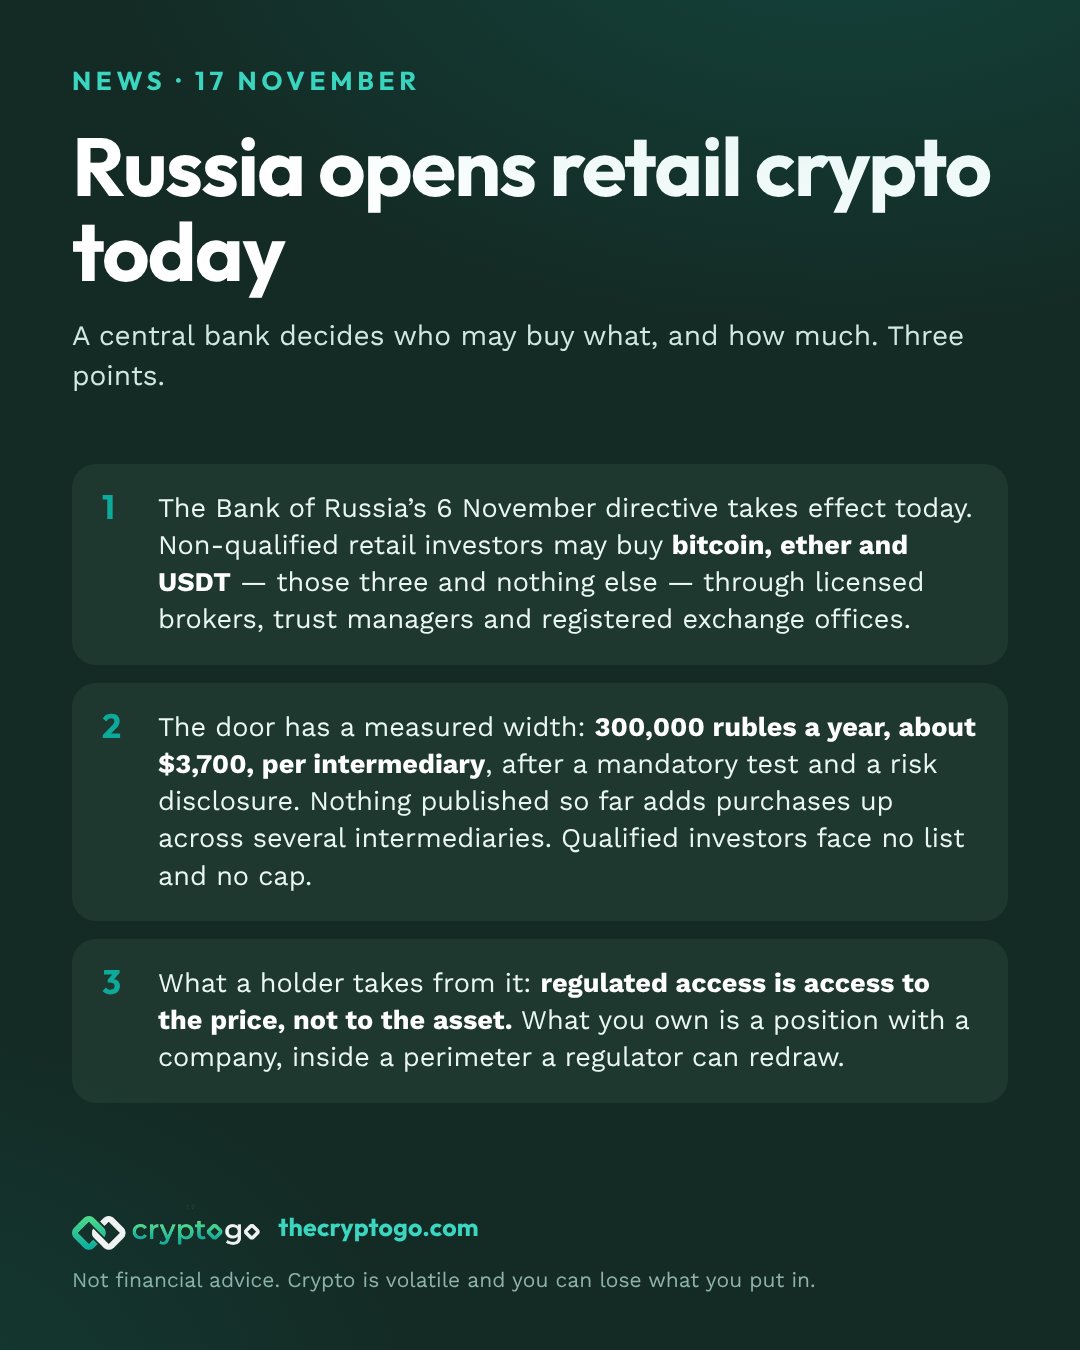 NEWS · 17 NOVEMBER
Russia opens retail crypto
today
A central bank decides who may buy what, and how much. Three
points.
1
The Bank of Russia’s 6 November directive takes effect today.
Non-qualified retail investors may buy bitcoin, ether and
USDT — those three and nothing else — through licensed
brokers, trust managers and registered exchange offices.
2
The door has a measured width: 300,000 rubles a year, about
$3,700, per intermediary, after a mandatory test and a risk
disclosure. Nothing published so far adds purchases up
across several intermediaries. Qualified investors face no list
and no cap.
3
What a holder takes from it: regulated access is access to
the price, not to the asset. What you own is a position with a
company, inside a perimeter a regulator can redraw.
cryptogo thecryptogo.com
Not financial advice. Crypto is volatile and you can lose what you put in.